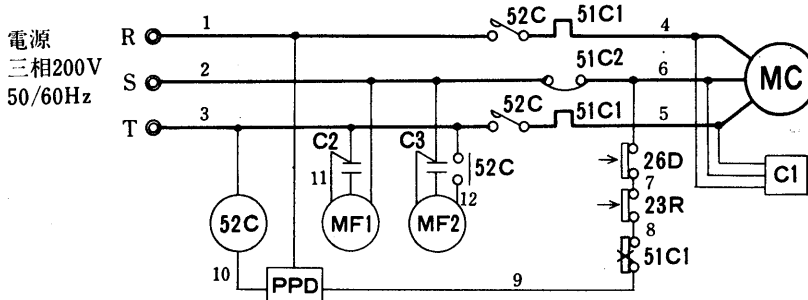 電源
三相200V
50/60Hz
R
S
T
1
2
3
52C
51C1
4
51C2
6
52C
51C1
5
MC
C1
C2
11
MF1
C3
52C
12
MF2
26D
7
23R
8
51C1
52C
10
PPD
9